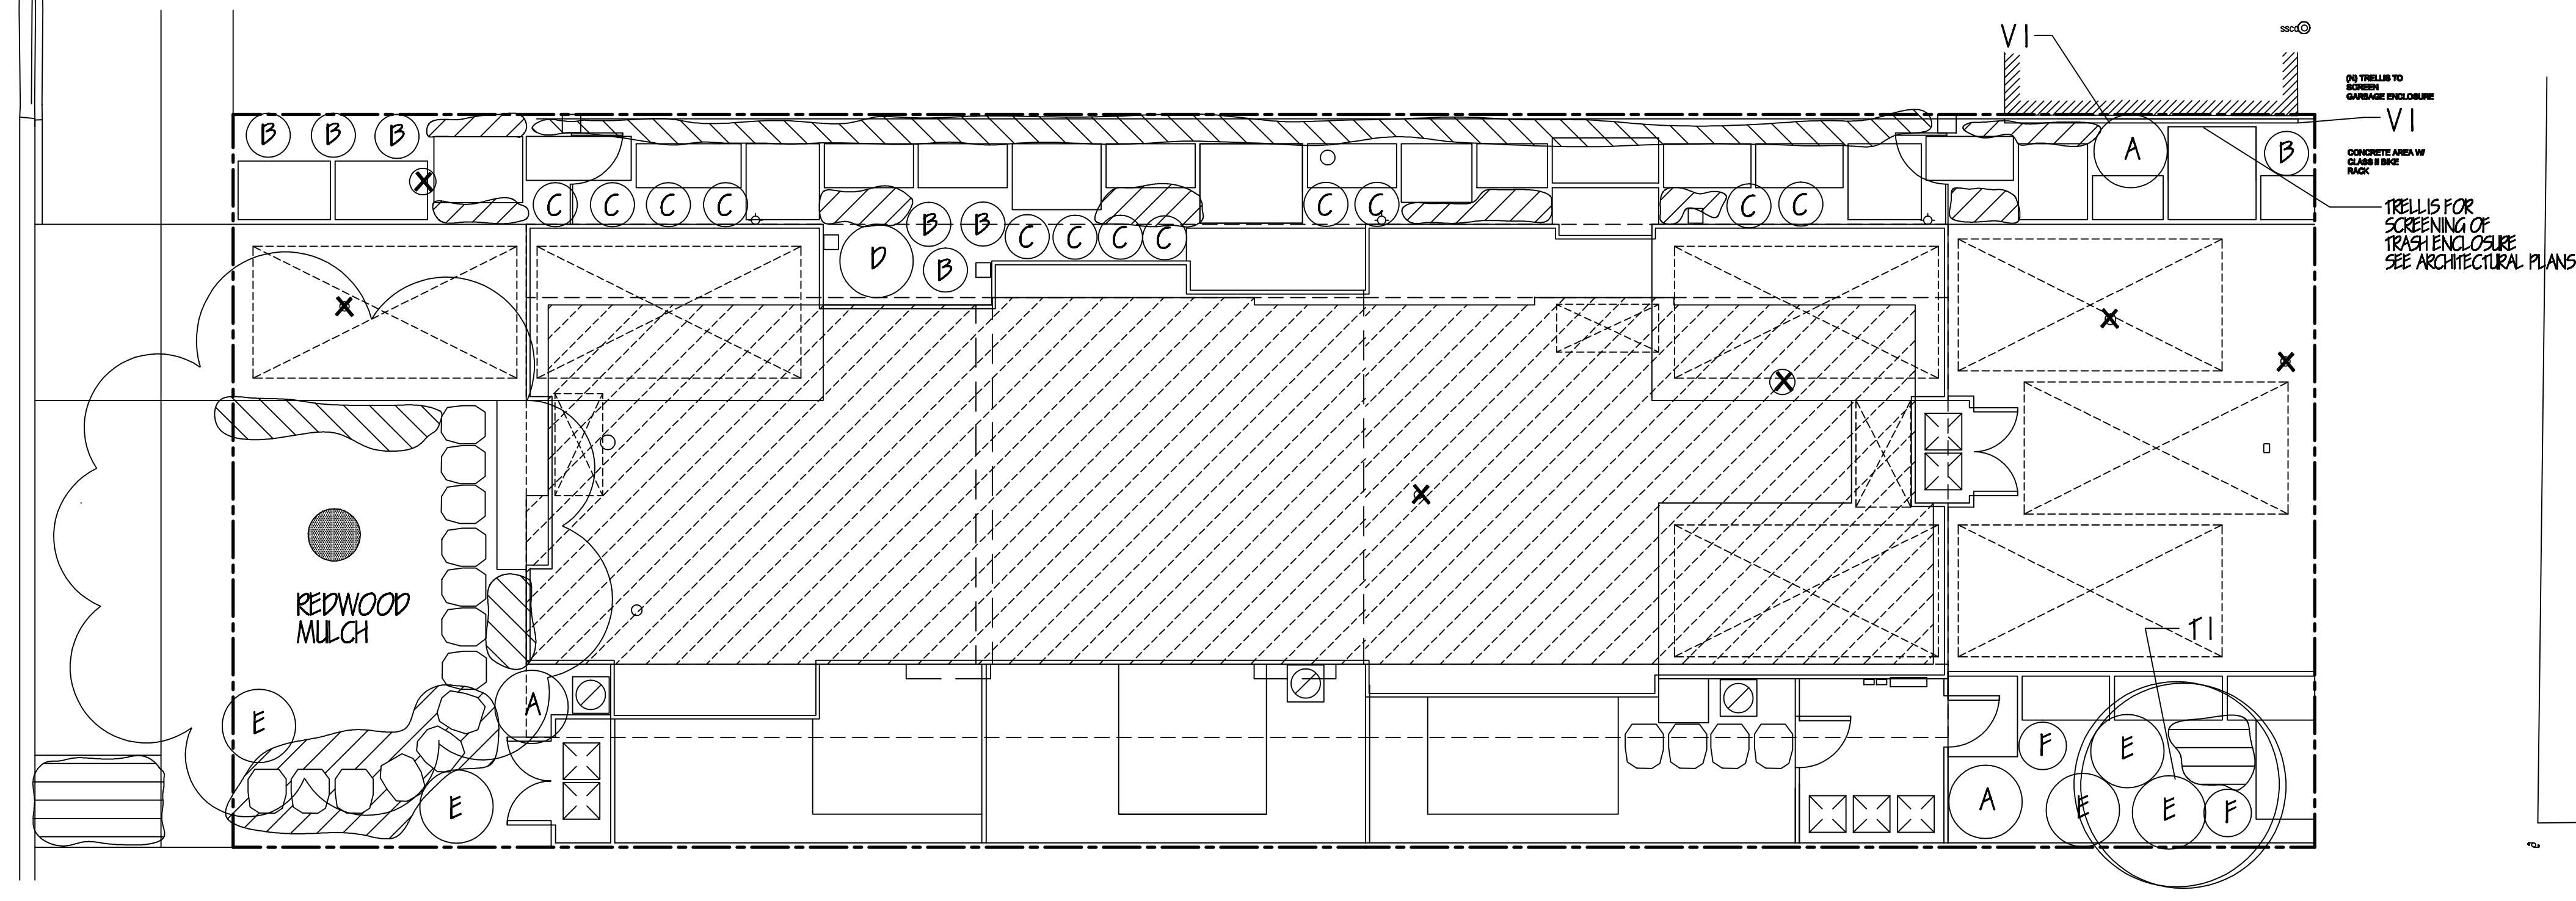 V1
ssco
(N) TRELLIS TO
SCREEN
GARBAGE ENCLOSURE
V1
CONCRETE AREA W/
CLASS II BIKE
RACK
TRELLIS FOR
SCREENING OF
TRASH ENCLOSURE
SEE ARCHITECTURAL PLANS
B B B
A B
C C C C
C C
C C
B B
C C C C
D
B
REDWOOD
MULCH
T1
A
E
F E
E
A E E F